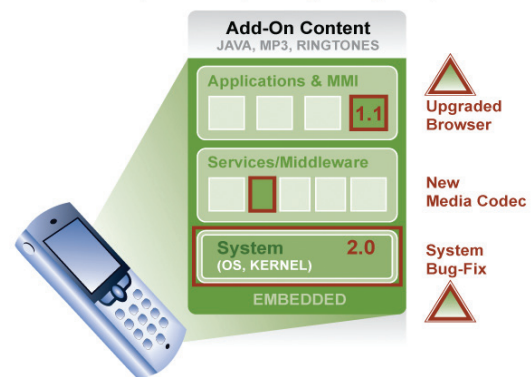 Add-On Content
JAVA, MP3, RINGTONES
Applications & MMI
1.1
Upgraded
Browser
Services/Middleware
New
Media Codec
System 2.0
(OS, KERNEL)
System
Bug-Fix
EMBEDDED